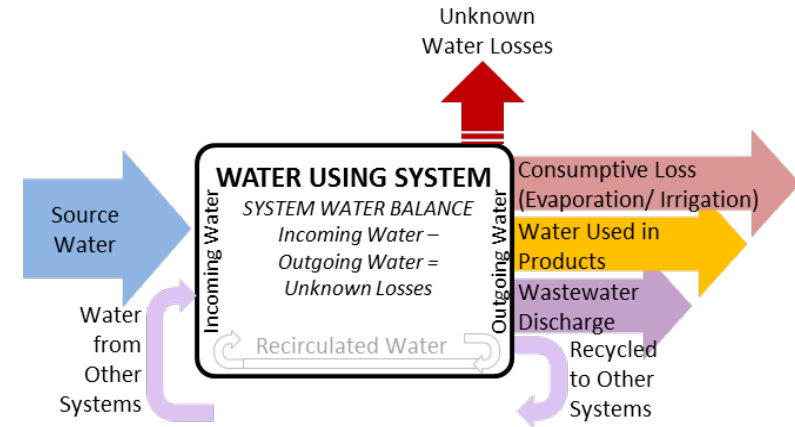 Unknown
Water Losses
WATER USING SYSTEM
SYSTEM WATER BALANCE
Incoming Water –
Outgoing Water =
Unknown Losses
Recirculated Water
Incoming Water
Outgoing Water
Source
Water
Water
from
Other
Systems
Consumptive Loss
(Evaporation/ Irrigation)
Water Used in
Products
Wastewater
Discharge
Recycled
to Other
Systems